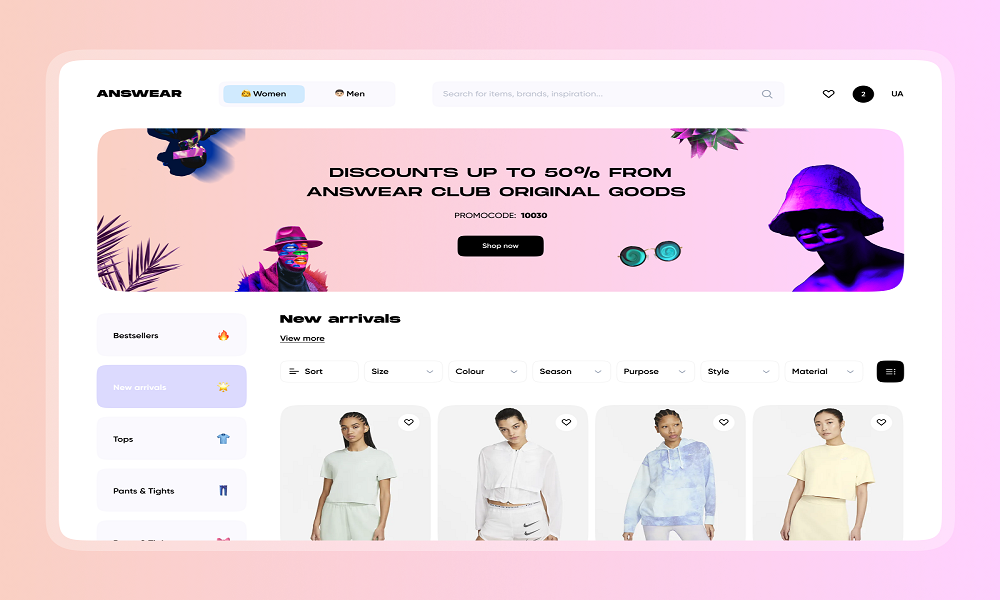 ANSWEAR
Women
Men
Search for items, brands, inspiration...
2
UA
DISCOUNTS UP TO 50% FROM
ANSWEAR CLUB ORIGINAL GOODS
PROMOCODE: 10030
Shop now
Bestsellers
New arrivals
Tops
Pants & Tights
New arrivals
View more
Sort
Size
Colour
Season
Purpose
Style
Material